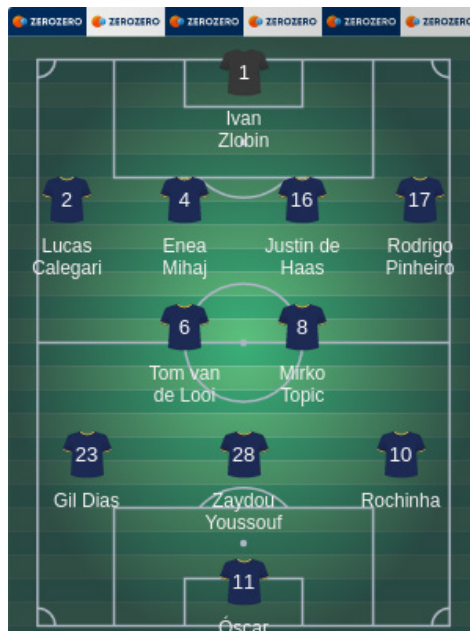 ZEROZERO ZEROZERO ZEROZERO ZEROZERO ZEROZERO ZEROZERO
1
Ivan
Zlobin
2 4 16 17
Lucas Enea Justin de Rodrigo
Calegari Mihaj Haas Pinheiro
6 8
Tom van Mirko
de Looi Topic
23 28 10
Gil Dias Zaydou Rochinha
Youssouf
11
Óscar